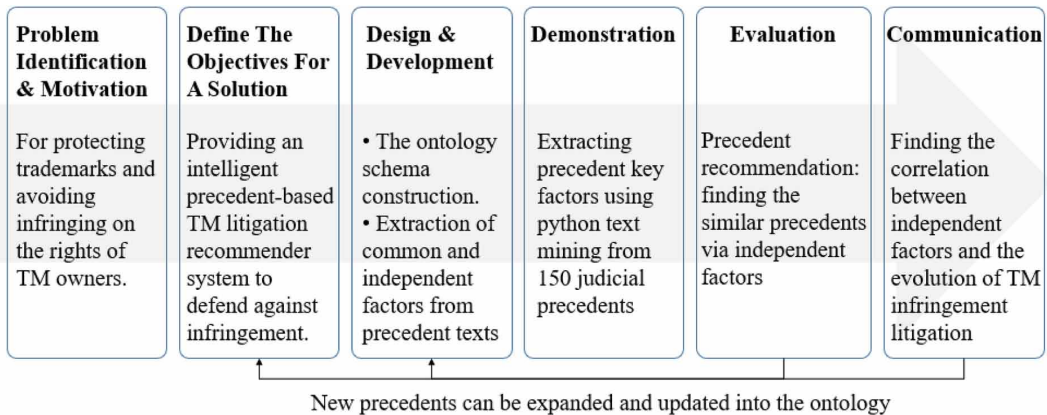 Problem
Identification
& Motivation
For protecting
trademarks and
avoiding
infringing on
the rights of
TM owners.
Define The
Objectives For
A Solution
Providing an
intelligent
precedent-based
TM litigation
recommender
system to
defend against
infringement.
Design &
Development
• The ontology
schema
construction.
• Extraction of
common and
independent
factors from
precedent texts
Demonstration
Extracting
precedent key
factors using
python text
mining from
150 judicial
precedents
Evaluation
Precedent
recommendation:
finding the
similar precedents
via independent
factors
Communication
Finding the
correlation
between
independent
factors and the
evolution of TM
infringement
litigation
New precedents can be expanded and updated into the ontology